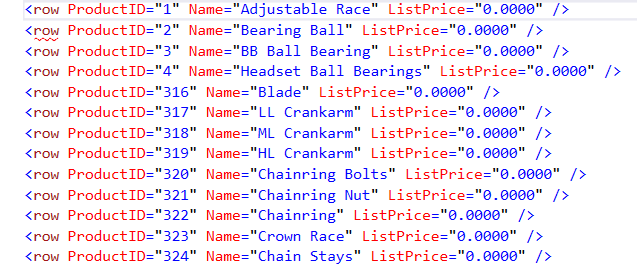 <row ProductID="1" Name="Adjustable Race" ListPrice="0.0000" />
<row ProductID="2" Name="Bearing Ball" ListPrice="0.0000" />
<row ProductID="3" Name="BB Ball Bearing" ListPrice="0.0000" />
<row ProductID="4" Name="Headset Ball Bearings" ListPrice="0.0000" />
<row ProductID="316" Name="Blade" ListPrice="0.0000" />
<row ProductID="317" Name="LL Crankarm" ListPrice="0.0000" />
<row ProductID="318" Name="ML Crankarm" ListPrice="0.0000" />
<row ProductID="319" Name="HL Crankarm" ListPrice="0.0000" />
<row ProductID="320" Name="Chainring Bolts" ListPrice="0.0000" />
<row ProductID="321" Name="Chainring Nut" ListPrice="0.0000" />
<row ProductID="322" Name="Chainring" ListPrice="0.0000" />
<row ProductID="323" Name="Crown Race" ListPrice="0.0000" />
<row ProductID="324" Name="Chain Stays" ListPrice="0.0000" />